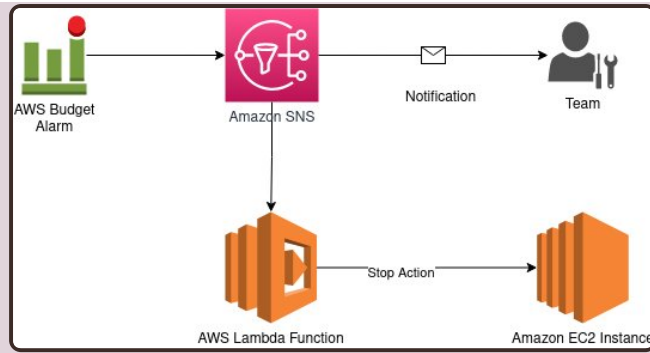 AWS Budget
Alarm
Amazon SNS
Notification
Team
Stop Action
AWS Lambda Function
Amazon EC2 Instance